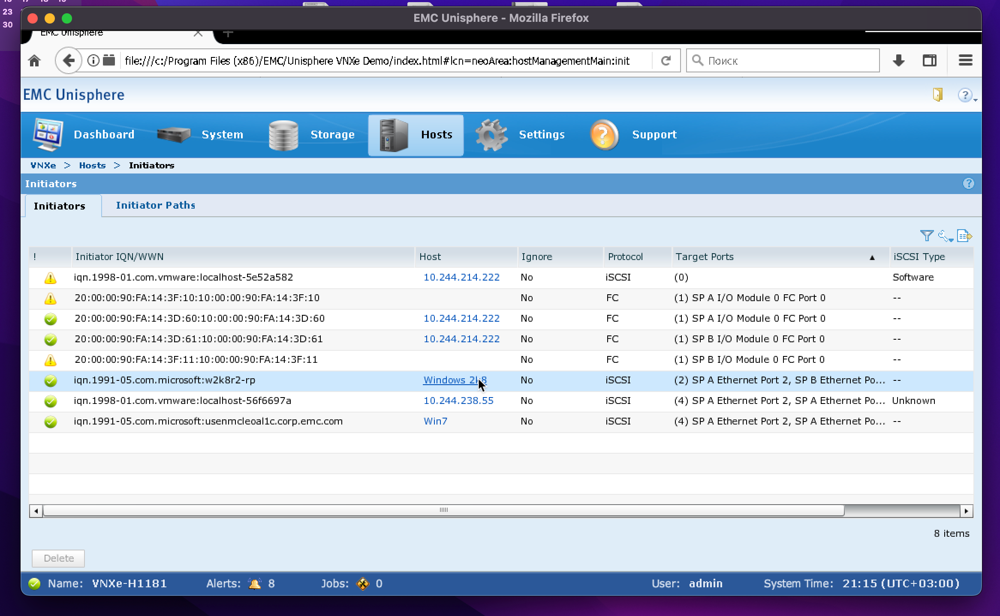 23
30
EMC Unisphere - Mozilla Firefox
EMC Unisphere
file:///c:/Program Files (x86)/EMC/Unisphere VNXe Demo/index.html#lcn=neoArea:hostManagementMain:init
Поиск
EMC Unisphere
Dashboard System Storage Hosts Settings Support
VNXe > Hosts > Initiators
Initiators
Initiators Initiator Paths
! Initiator IQN/WWN Host Ignore Protocol Target Ports iSCSI Type
iqn.1998-01.com.vmware:localhost-5e52a582 10.244.214.222 No iSCSI (0) Software
20:00:00:90:FA:14:3F:10:10:00:00:90:FA:14:3F:10 No FC (1) SP A I/O Module 0 FC Port 0 --
20:00:00:90:FA:14:3D:60:10:00:00:90:FA:14:3D:60 10.244.214.222 No FC (1) SP A I/O Module 0 FC Port 0 --
20:00:00:90:FA:14:3D:61:10:00:00:90:FA:14:3D:61 10.244.214.222 No FC (1) SP B I/O Module 0 FC Port 0 --
20:00:00:90:FA:14:3F:11:10:00:00:90:FA:14:3F:11 No FC (1) SP B I/O Module 0 FC Port 0 --
iqn.1991-05.com.microsoft:w2k8r2-rp Windows 2k8 No iSCSI (2) SP A Ethernet Port 2, SP B Ethernet Po... --
iqn.1998-01.com.vmware:localhost-56f6697a 10.244.238.55 No iSCSI (4) SP A Ethernet Port 2, SP A Ethernet Po... Unknown
iqn.1991-05.com.microsoft:usenmcleoal1c.corp.emc.com Win7 No iSCSI (4) SP A Ethernet Port 2, SP A Ethernet Po... --
8 items
Delete
Name: VNXe-H1181 Alerts: 8 Jobs: 0 User: admin System Time: 21:15 (UTC+03:00)